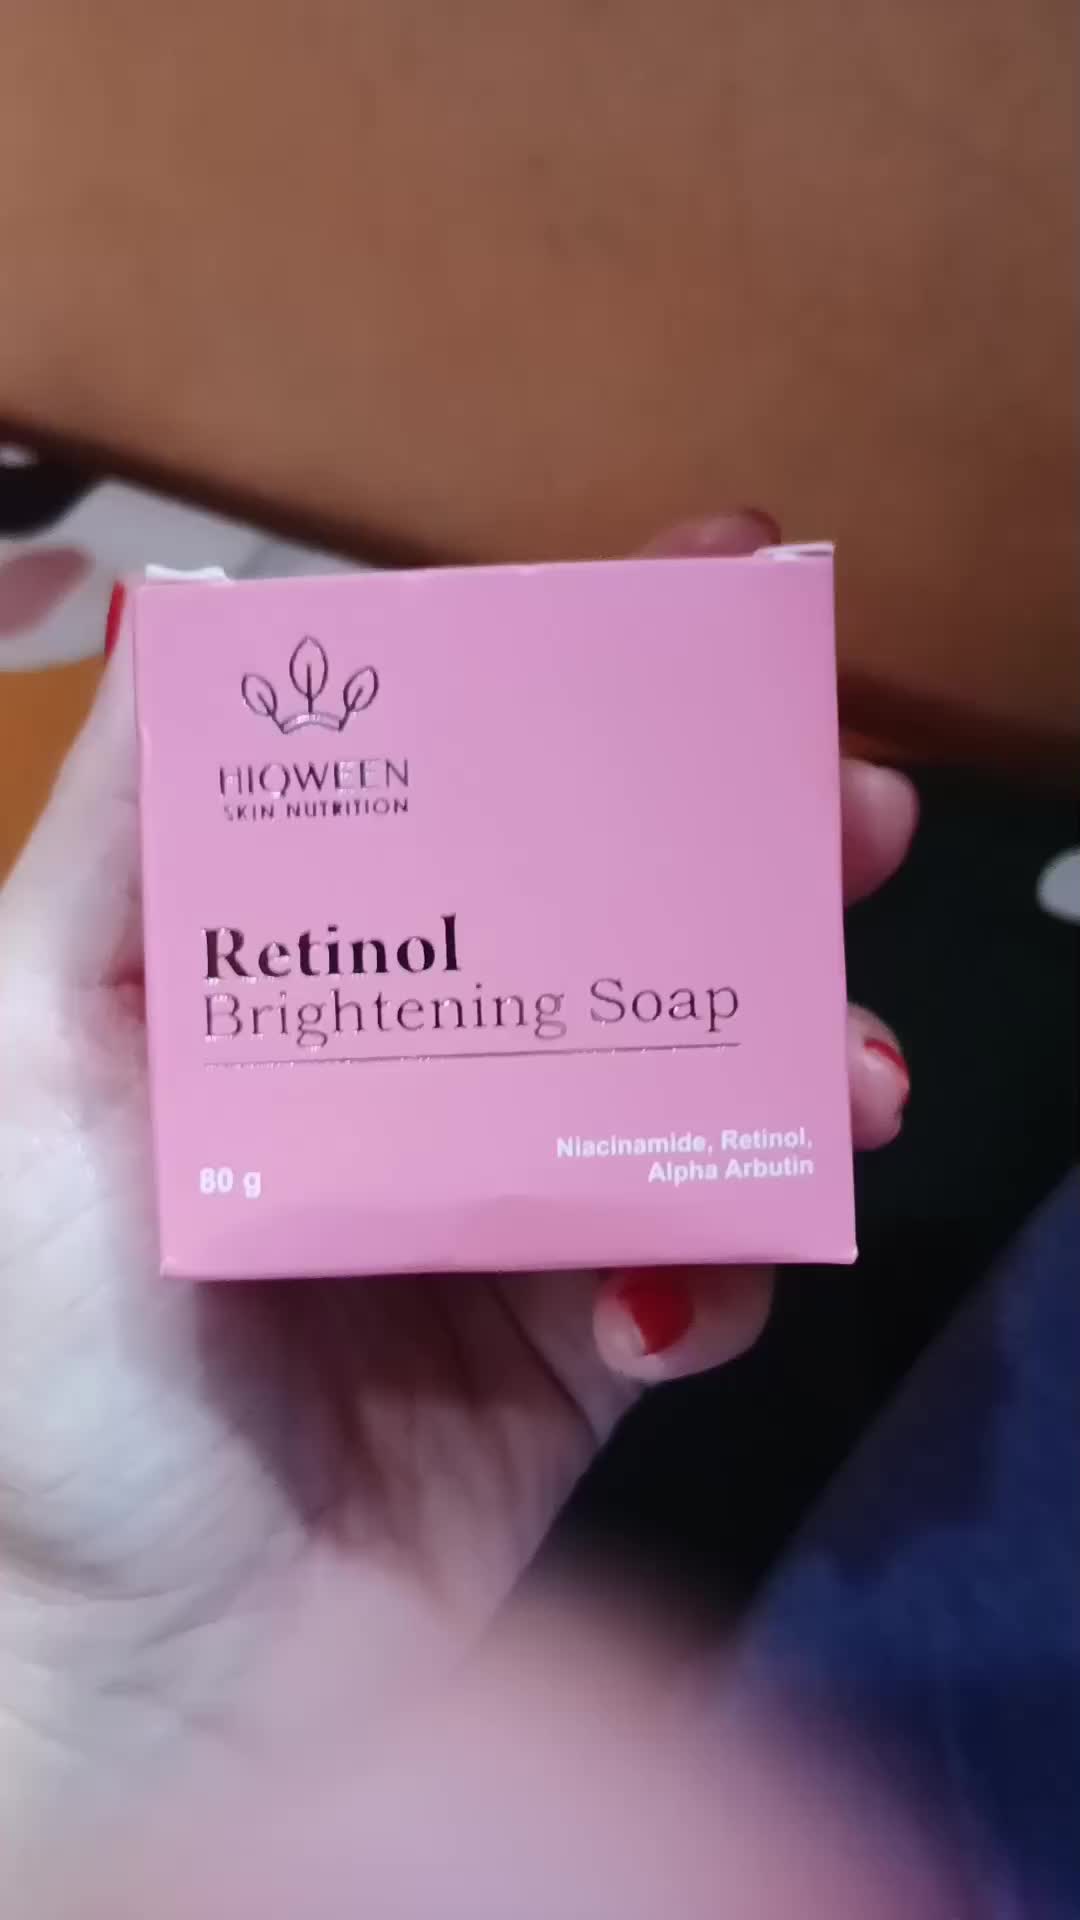 HIQWEEN
SKIN NUTRITION
Retinol
Brightening Soap
80 g
Niacinamide, Retinol,
Alpha Arbutin